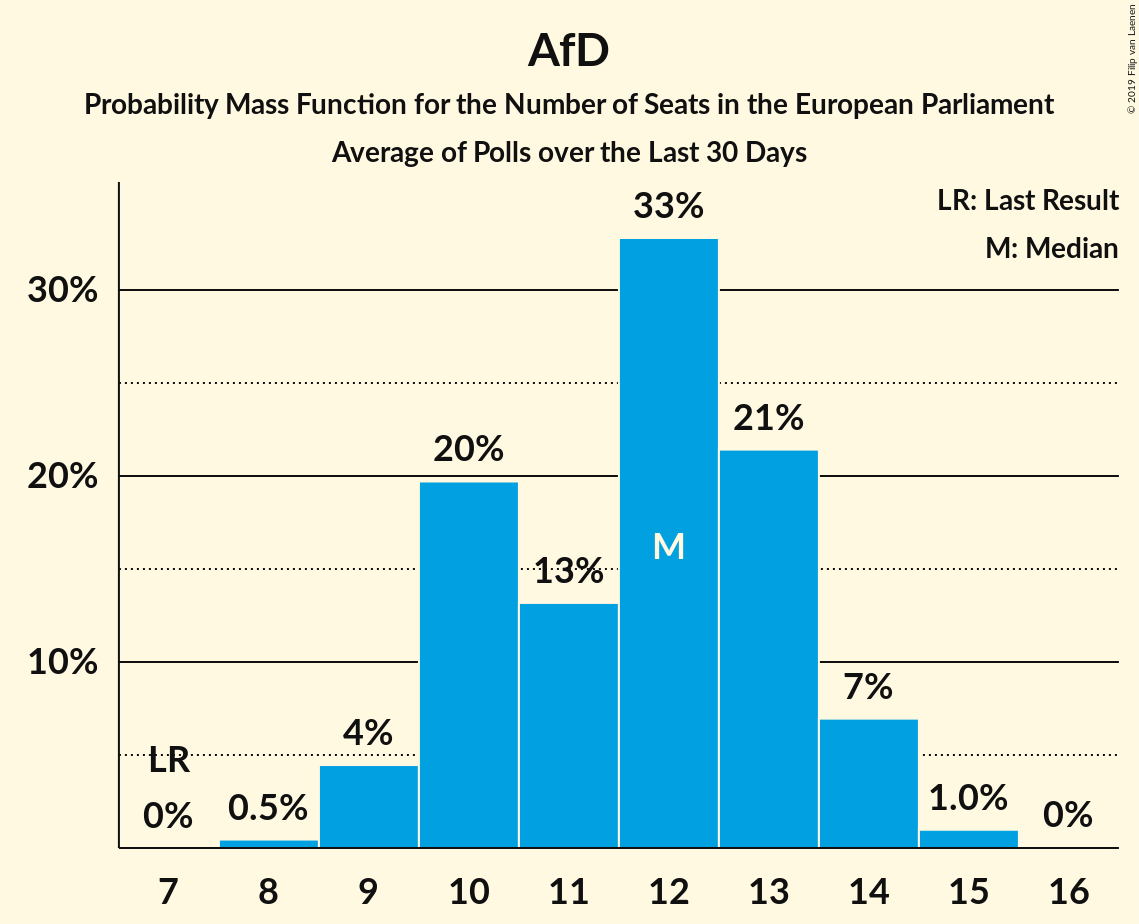 AfD
Probability Mass Function for the Number of Seats in the European Parliament
Average of Polls over the Last 30 Days
© 2019 Filip van Laenen
LR: Last Result
M: Median
30%
20%
10%
LR
0%
0.5%
4%
20%
13%
33%
M
21%
7%
1.0%
0%
7 8 9 10 11 12 13 14 15 16